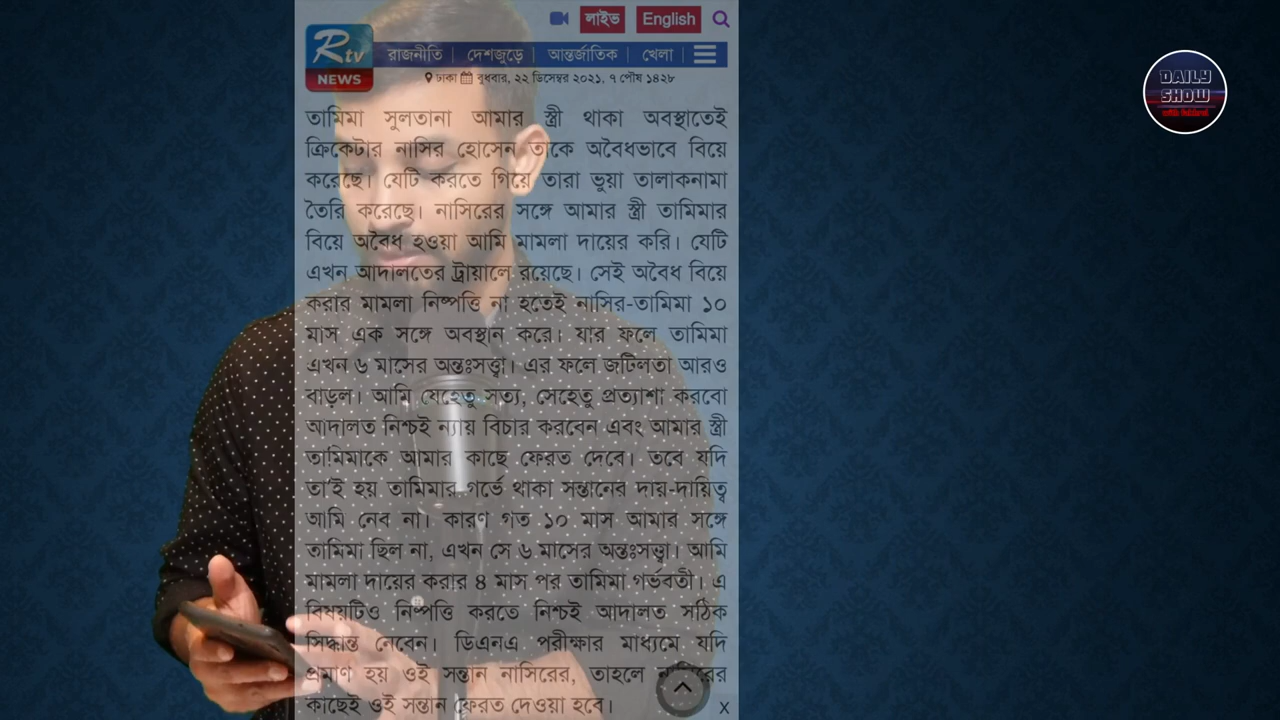 লাইভ English
Rtv
NEWS
রাজনীতি | দেশজুড়ে | আন্তর্জাতিক | খেলা |
ঢাকা বুধবার, ২২ ডিসেম্বর ২০২১, ৭ পৌষ ১৪২৮
DAILY
SHOW
তামিমা সুলতানা আমার স্ত্রী থাকা অবস্থাতেই
ক্রিকেটার নাসির হোসেন তাকে অবৈধভাবে বিয়ে
করেছে। যেটি করতে গিয়ে তারা ভুয়া তালাকনামা
তৈরি করেছে। নাসিরের সঙ্গে আমার স্ত্রী তামিমার
বিয়ে অবৈধ হওয়া আমি মামলা দায়ের করি। যেটি
এখন আদালতের ট্রায়ালে রয়েছে। সেই অবৈধ বিয়ে
করার মামলা নিষ্পত্তি না হতেই নাসির-তামিমা ১০
মাস এক সঙ্গে অবস্থান করে। যার ফলে তামিমা
এখন ৬ মাসের অন্তঃসত্ত্বা। এর ফলে জটিলতা আরও
বাড়ল। আমি যেহেতু সত্য, সেহেতু প্রত্যাশা করবো
আদালত নিশ্চই ন্যায় বিচার করবেন এবং আমার স্ত্রী
তামিমাকে আমার কাছে ফেরত দেবে। তবে যদি
তা'ই হয় তামিমার গর্ভে থাকা সন্তানের দায়-দায়িত্ব
আমি নেব না। কারণ গত ১০ মাস আমার সঙ্গে
তামিমা ছিল না, এখন সে ৬ মাসের অন্তঃসত্ত্বা। আমি
মামলা দায়ের করার ৪ মাস পর তামিমা গর্ভবতী। এ
বিষয়টিও নিষ্পত্তি করতে নিশ্চই আদালত সঠিক
সিদ্ধান্ত নেবেন। ডিএনএ পরীক্ষার মাধ্যমে যদি
প্রমাণ হয় ওই সন্তান নাসিরের, তাহলে নাসিরের
কাছেই ওই সন্তান ফেরত দেওয়া হবে।
X